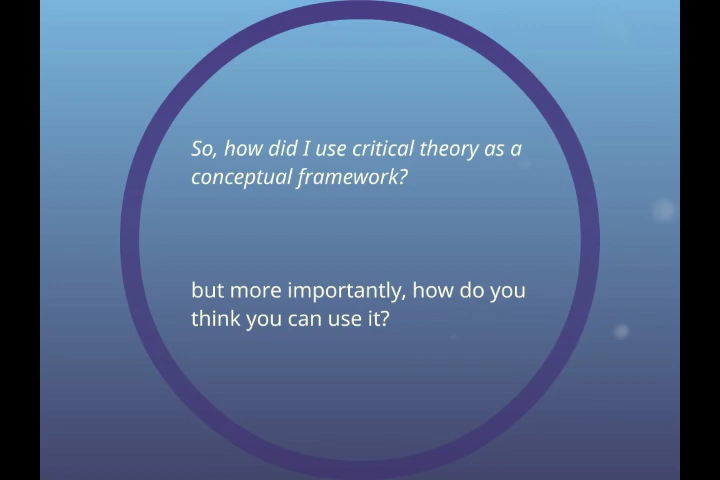 So, how did I use critical theory as a
conceptual framework?
but more importantly, how do you
think you can use it?